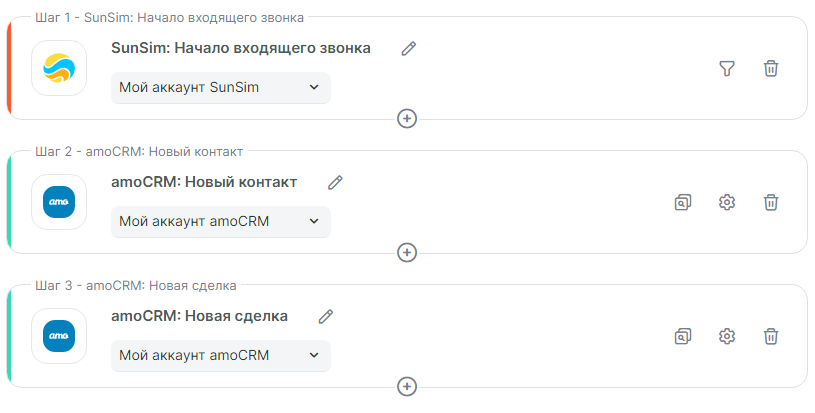 Шаг 1 - SunSim: Начало входящего звонка
SunSim: Начало входящего звонка
Мой аккаунт SunSim
Шаг 2 - amoCRM: Новый контакт
amoCRM: Новый контакт
amo
Мой аккаунт amoCRM
Шаг 3 - amoCRM: Новая сделка
amoCRM: Новая сделка
amo
Мой аккаунт amoCRM